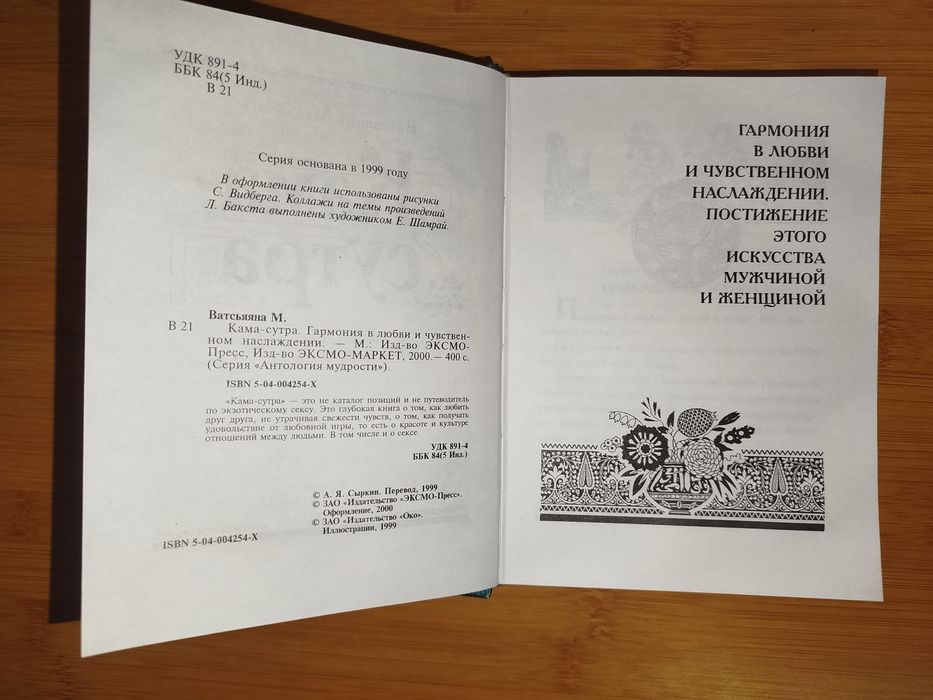 УДК 891-4
ББК 84(5 Инд.)
В 21
Серия основана в 1999 году
В оформлении книги использованы рисунки
С. Видберга. Коллажи на темы произведений
Л. Бакста выполнены художником Е. Шамрай.
Ватсьяяна М.
В 21 Кама-сутра. Гармония в любви и чувствен-
ном наслаждении. — М.: Изд-во ЭКСМО-
Пресс, Изд-во ЭКСМО-МАРКЕТ, 2000.— 400 с.
(Серия «Антология мудрости»).
ISBN 5-04-004254-X
«Кама-сутра» — это не каталог позиций и не путеводитель
по экзотическому сексу. Это глубокая книга о том, как любить
друг друга, не утрачивая свежести чувств, о том, как получать
удовольствие от любовной игры, то есть о красоте и культуре
отношений между людьми. В том числе и о сексе.
УДК 891-4
ББК 84(5 Инд.)
© А. Я. Сыркин. Перевод, 1999
© ЗАО «Издательство «ЭКСМО-Пресс».
Оформление, 2000
© ЗАО «Издательство «Око».
Иллюстрации, 1999
ISBN 5-04-004254-X
ГАРМОНИЯ
В ЛЮБВИ
И ЧУВСТВЕННОМ
НАСЛАЖДЕНИИ.
ПОСТИЖЕНИЕ
ЭТОГО
ИСКУССТВА
МУЖЧИНОЙ
И ЖЕНЩИНОЙ